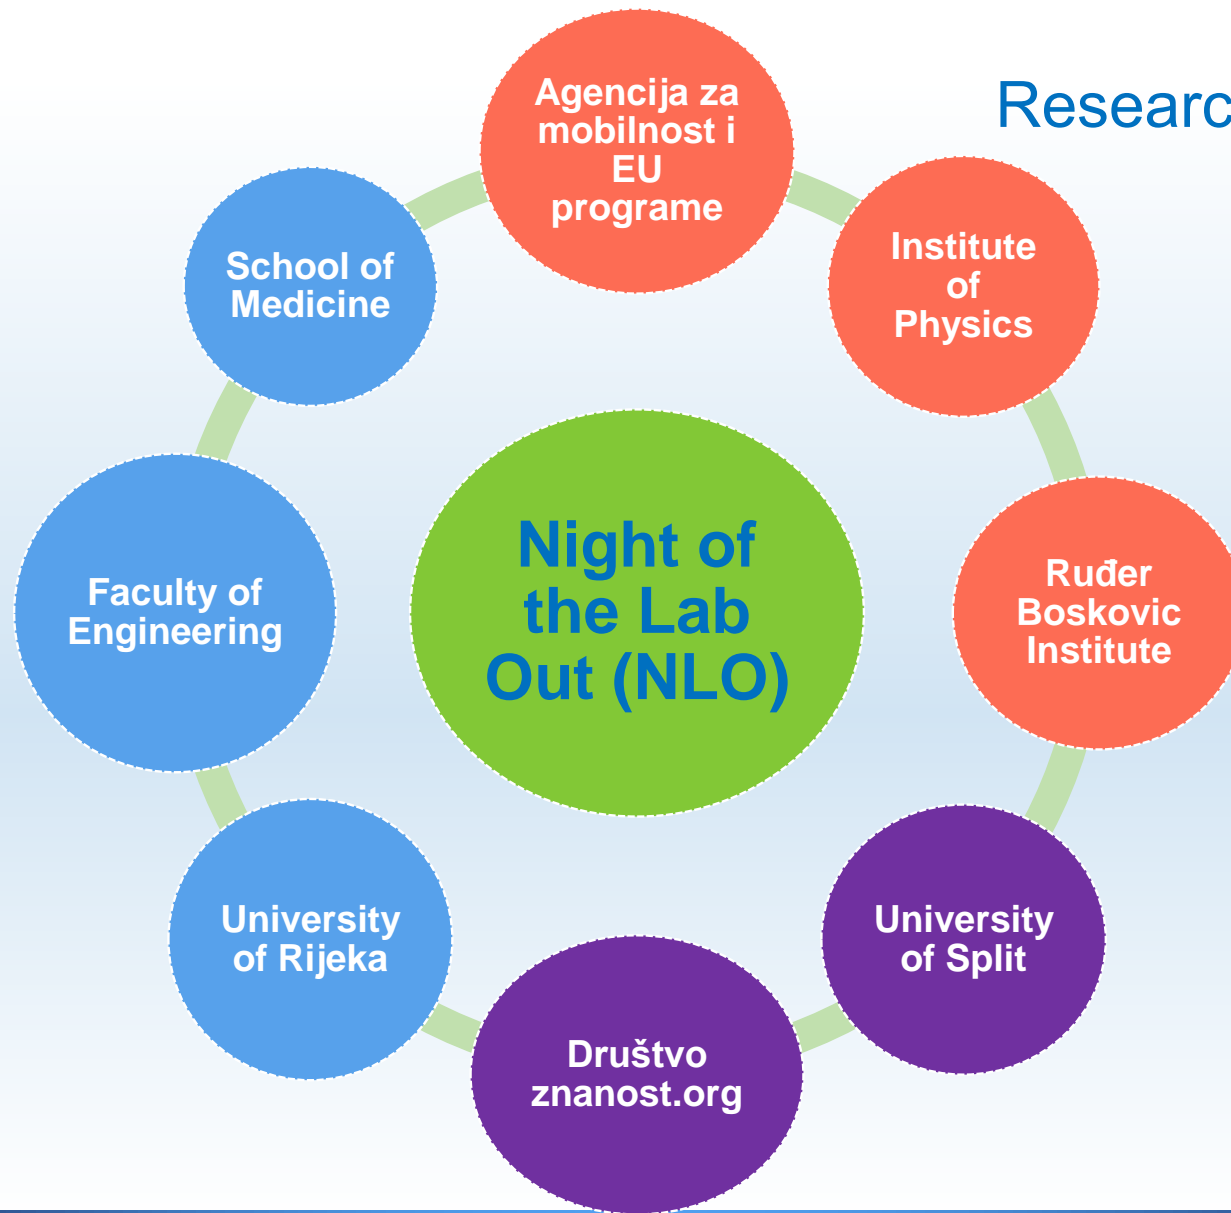 Researc
Agencija za
mobilnost i
EU
programe
Institute
of
Physics
Ruđer
Boskovic
Institute
University
of Split
Društvo
znanost.org
University
of Rijeka
Faculty of
Engineering
School of
Medicine
Night of
the Lab
Out (NLO)